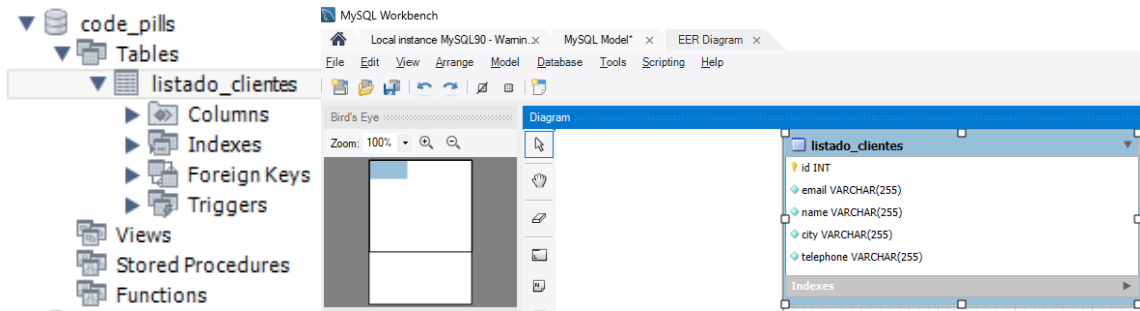 code_pills
Tables
listado_clientes
Columns
Indexes
Foreign Keys
Triggers
Views
Stored Procedures
Functions
MySQL Workbench
Local instance MySQL90 - Warnin... MySQL Model* EER Diagram
File Edit View Arrange Model Database Tools Scripting Help
Bird's Eye
Zoom: 100%
Diagram
listado_clientes
id INT
email VARCHAR(255)
name VARCHAR(255)
city VARCHAR(255)
telephone VARCHAR(255)
Indexes